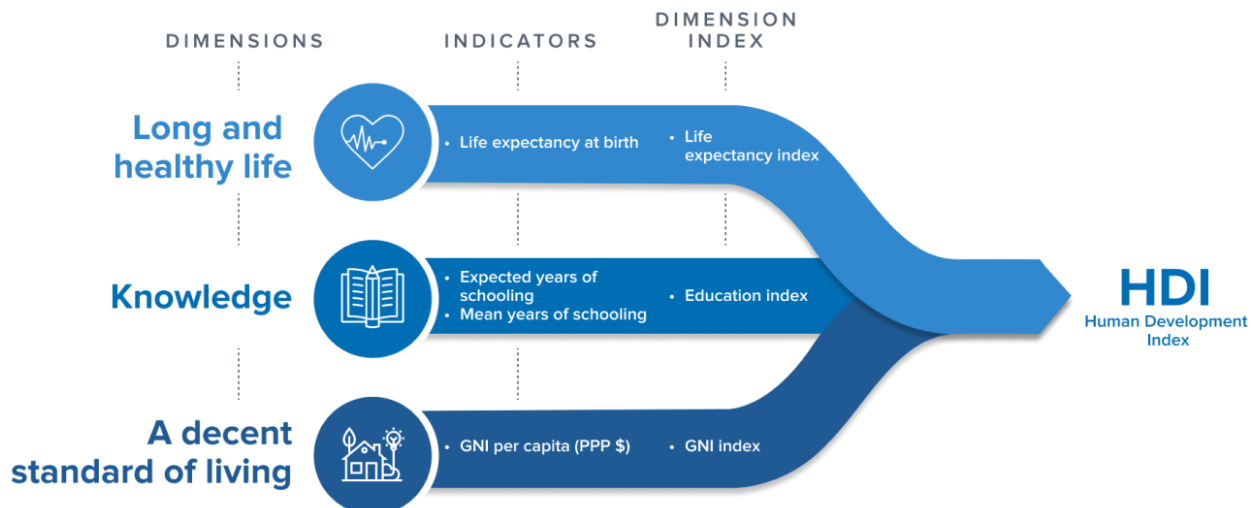 DIMENSIONS
INDICATORS
DIMENSION
INDEX
Long and
healthy life
• Life expectancy at birth
• Life
expectancy index
Knowledge
• Expected years of
schooling
• Mean years of schooling
• Education index
A decent
standard of living
• GNI per capita (PPP $)
• GNI index
HDI
Human Development
Index